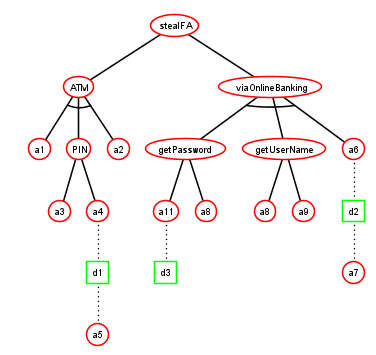 stealFA
ATM
viaOnlineBanking
a1
PIN
a2
getPassword
getUserName
a6
a3
a4
a11
a8
a8
a9
d2
d1
d3
a7
a5